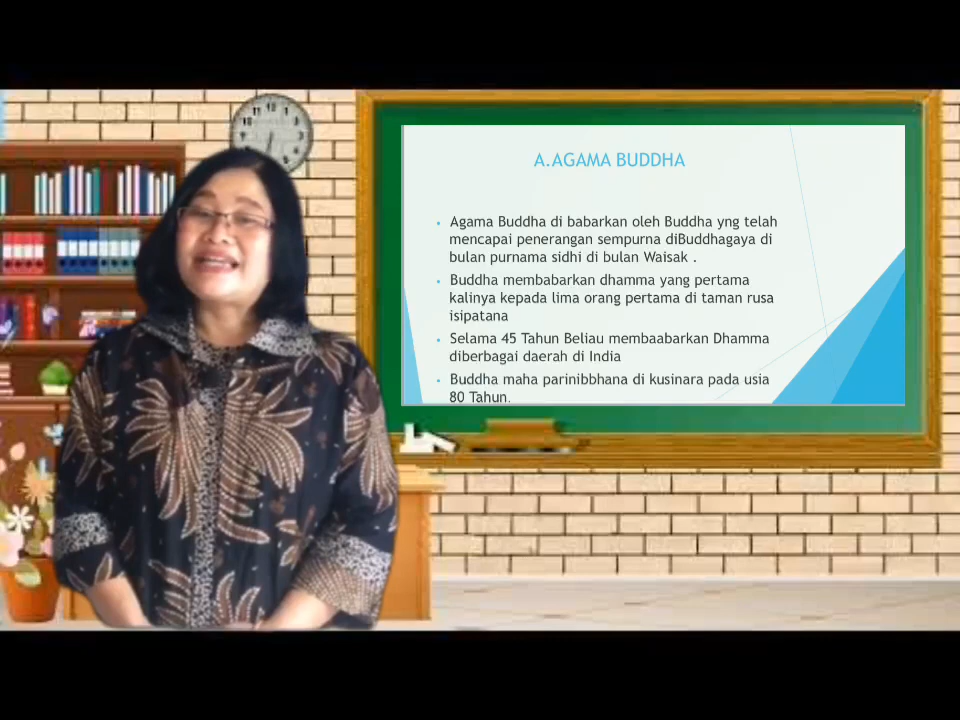 A.AGAMA BUDDHA
Agama Buddha di babarkan oleh Buddha yng telah
mencapai penerangan sempurna diBuddhagaya di
bulan purnama sidhi di bulan Waisak .
Buddha membabarkan dhamma yang pertama
kalinya kepada lima orang pertama di taman rusa
isipatana
Selama 45 Tahun Beliau membaabarkan Dhamma
diberbagai daerah di India
Buddha maha parinibbhana di kusinara pada usia
80 Tahun.